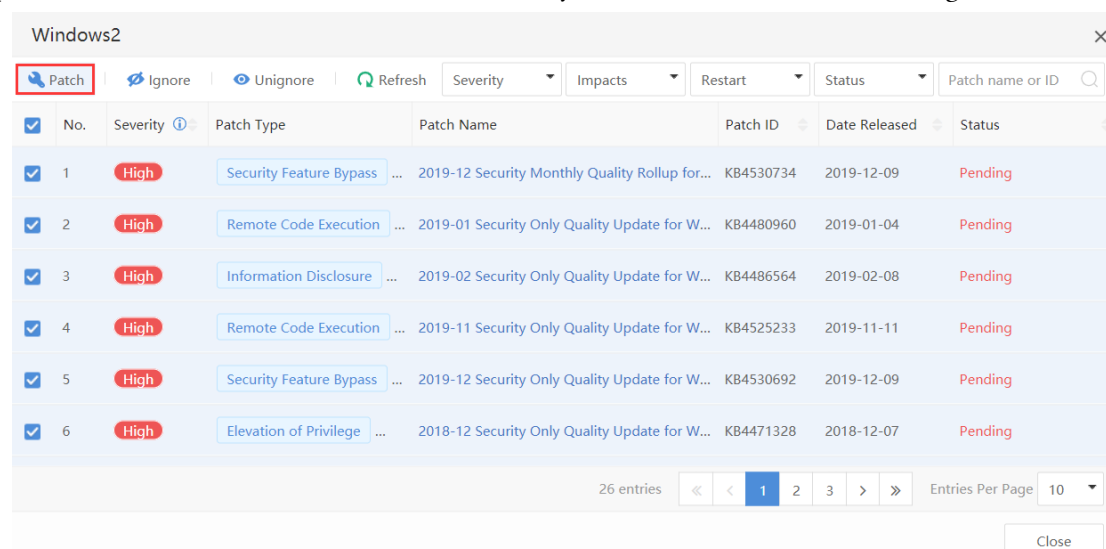 Windows2
Patch Ignore Unignore Refresh Severity Impacts Restart Status Patch name or ID
No. Severity Patch Type Patch Name Patch ID Date Released Status
1 High Security Feature Bypass ... 2019-12 Security Monthly Quality Rollup for... KB4530734 2019-12-09 Pending
2 High Remote Code Execution ... 2019-01 Security Only Quality Update for W... KB4480960 2019-01-04 Pending
3 High Information Disclosure ... 2019-02 Security Only Quality Update for W... KB4486564 2019-02-08 Pending
4 High Remote Code Execution ... 2019-11 Security Only Quality Update for W... KB4525233 2019-11-11 Pending
5 High Security Feature Bypass ... 2019-12 Security Only Quality Update for W... KB4530692 2019-12-09 Pending
6 High Elevation of Privilege ... 2018-12 Security Only Quality Update for W... KB4471328 2018-12-07 Pending
26 entries « < 1 2 3 > » Entries Per Page 10
Close